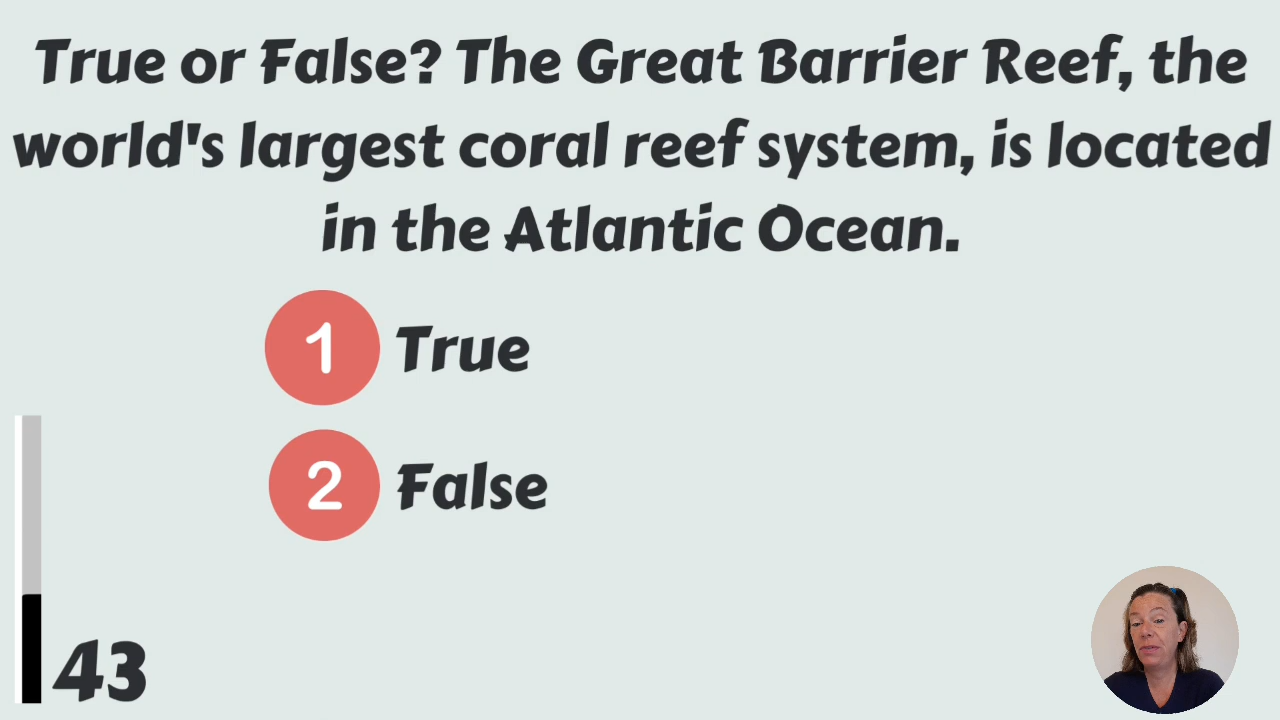 True or False? The Great Barrier Reef, the
world's largest coral reef system, is located
in the Atlantic Ocean.
1 True
2 False
43